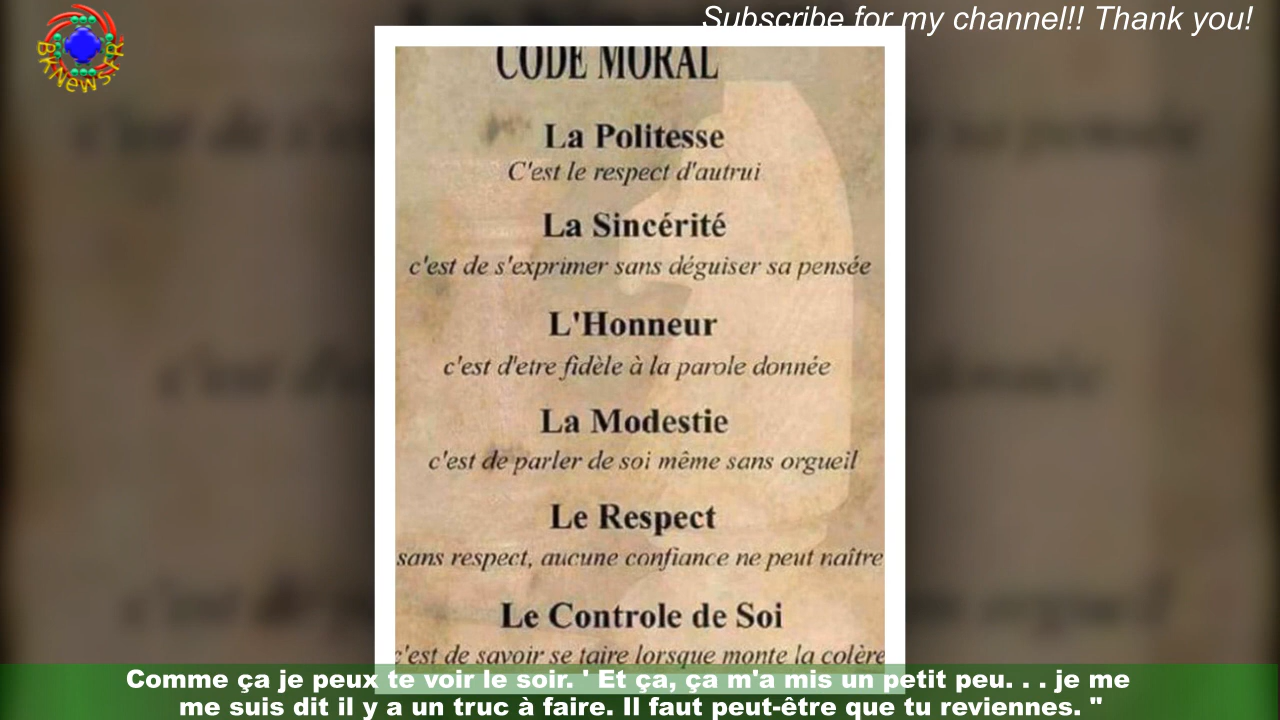 Subscribe for my channel!! Thank you!
BKNews.FR
CODE MORAL
La Politesse
C'est le respect d'autrui
La Sincérité
c'est de s'exprimer sans déguiser sa pensée
L'Honneur
c'est d'etre fidèle à la parole donnée
La Modestie
c'est de parler de soi même sans orgueil
Le Respect
sans respect, aucune confiance ne peut naître
Le Controle de Soi
c'est de savoir se taire lorsque monte la colère
Comme ça je peux te voir le soir. ' Et ça, ça m'a mis un petit peu. . . je me
me suis dit il y a un truc à faire. Il faut peut-être que tu reviennes. "